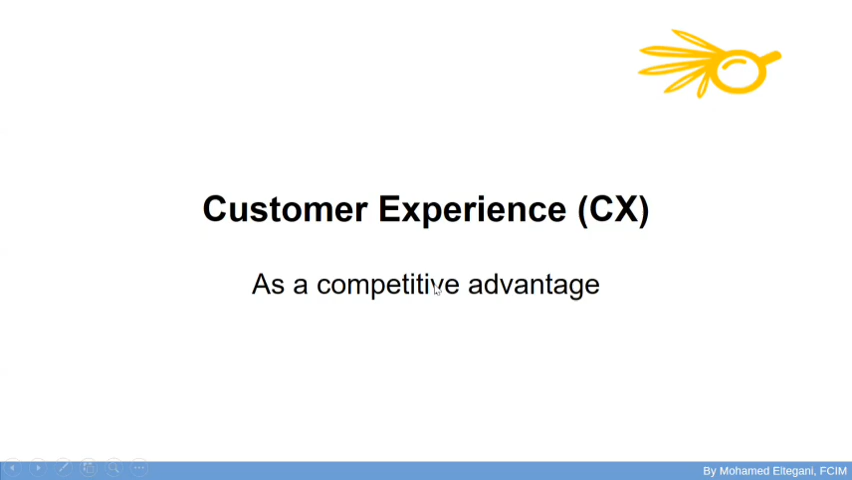 Customer Experience (CX)
As a competitive advantage
By Mohamed Eltegani, FCIM